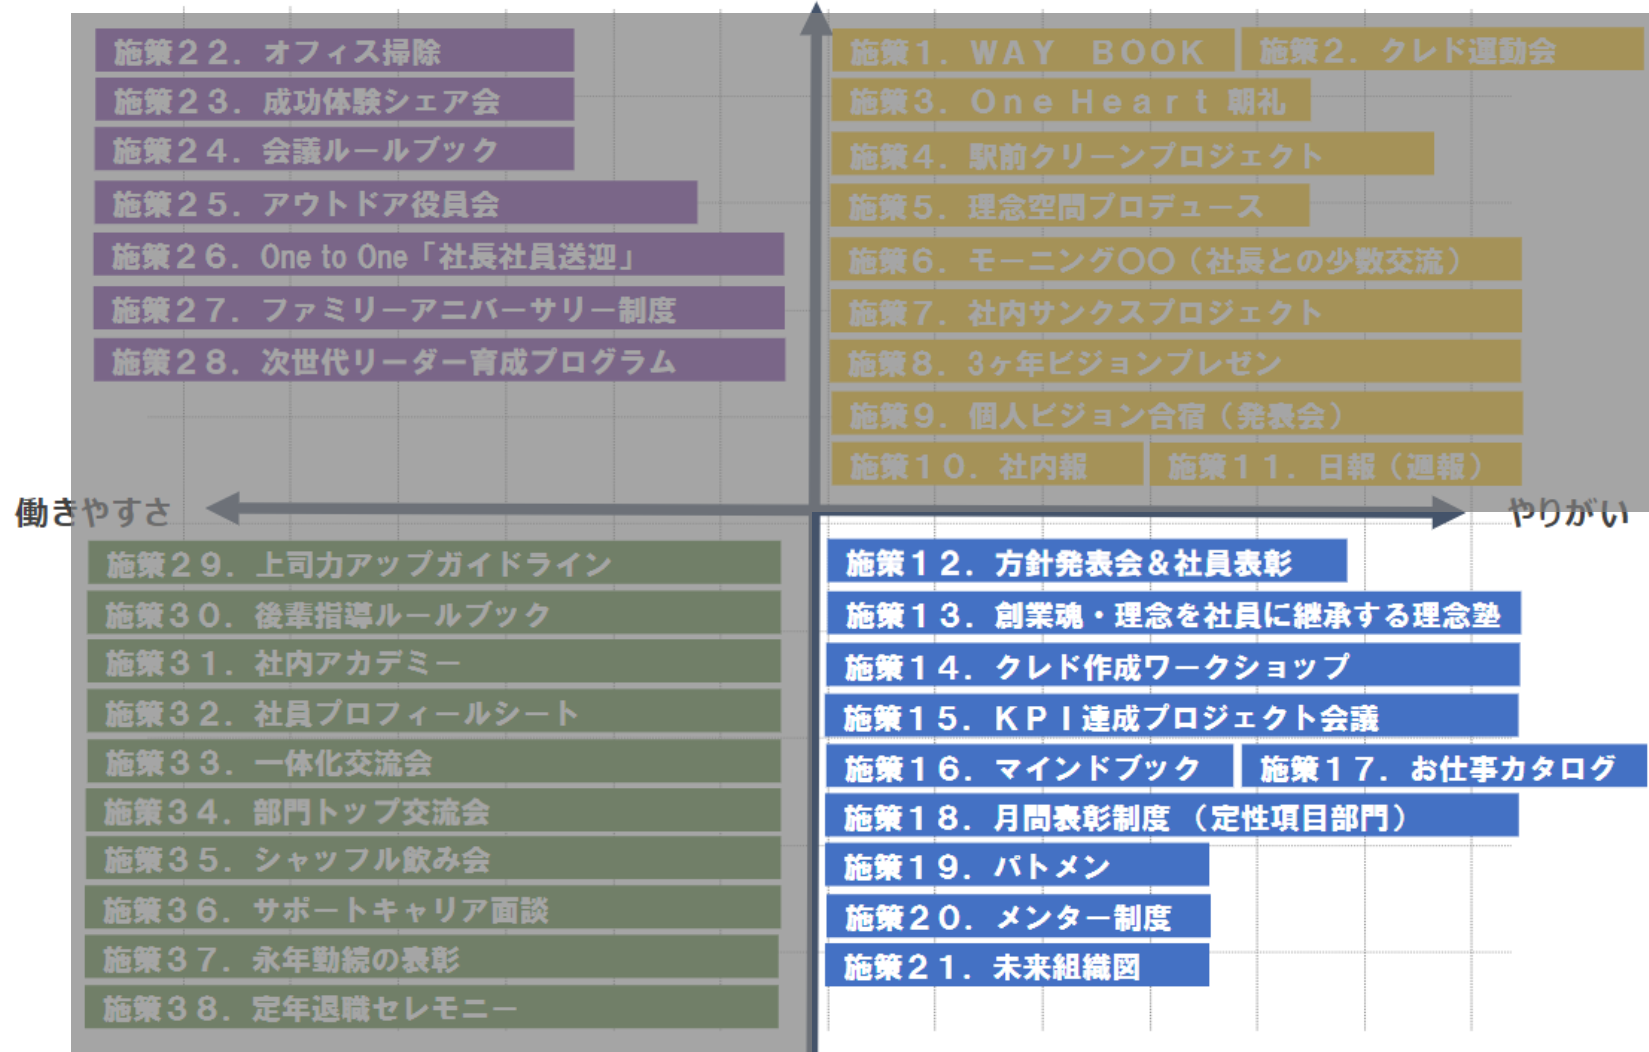 施策２２．オフィス掃除
施策２３．成功体験シェア会
施策２４．会議ルールブック
施策２５．アウトドア役員会
施策２６．One to One「社長社員送迎」
施策２７．ファミリーアニバーサリー制度
施策２８．次世代リーダー育成プログラム
施策１．ＷＡＹ　ＢＯＯＫ
施策２．クレド運動会
施策３．Ｏｎｅ Ｈｅａｒｔ 朝礼
施策４．駅前クリーンプロジェクト
施策５．理念空間プロデュース
施策６．モーニング〇〇（社長との少数交流）
施策７．社内サンクスプロジェクト
施策８．3ヶ年ビジョンプレゼン
施策９．個人ビジョン合宿（発表会）
施策１０．社内報
施策１１．日報（週報）
働きやすさ
やりがい
施策２９．上司力アップガイドライン
施策３０．後輩指導ルールブック
施策３１．社内アカデミー
施策３２．社員プロフィールシート
施策３３．一体化交流会
施策３４．部門トップ交流会
施策３５．シャッフル飲み会
施策３６．サポートキャリア面談
施策３７．永年勤続の表彰
施策３８．定年退職セレモニー
施策１２．方針発表会＆社員表彰
施策１３．創業魂・理念を社員に継承する理念塾
施策１４．クレド作成ワークショップ
施策１５．ＫＰＩ達成プロジェクト会議
施策１６．マインドブック
施策１７．お仕事カタログ
施策１８．月間表彰制度（定性項目部門）
施策１９．パトメン
施策２０．メンター制度
施策２１．未来組織図